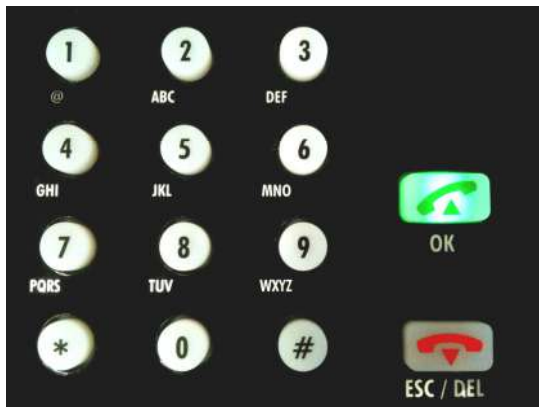 1 2 3
@ ABC DEF
4 5 6
GHI JKL MNO
7 8 9 OK
PQRS TUV WXYZ
* 0 #
ESC / DEL